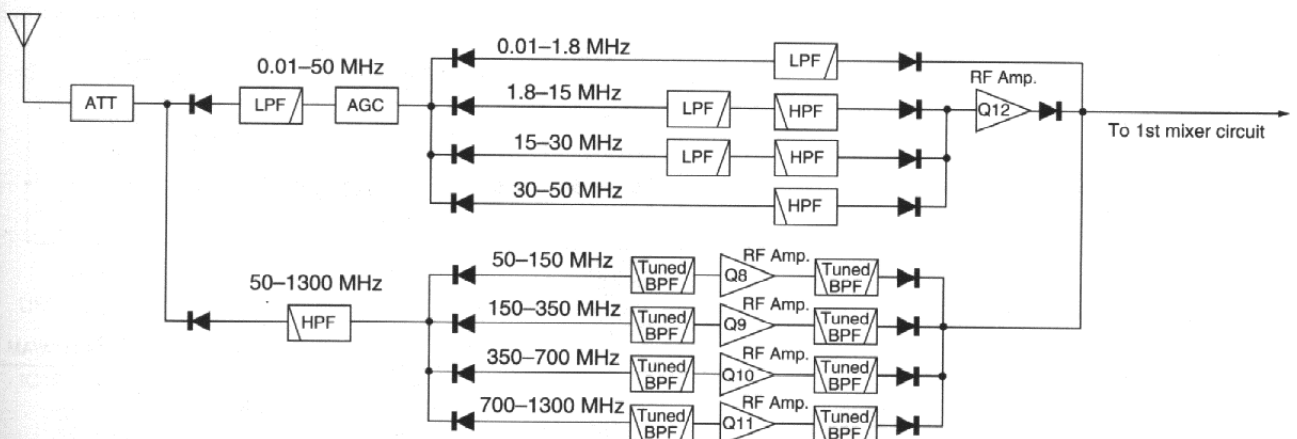 0.01–1.8 MHz
LPF
0.01–50 MHz
RF Amp.
ATT
LPF
AGC
1.8–15 MHz
LPF
HPF
Q12
To 1st mixer circuit
15–30 MHz
LPF
HPF
30–50 MHz
HPF
50–150 MHz
Tuned
BPF
Q8
RF Amp.
Tuned
BPF
50–1300 MHz
HPF
150–350 MHz
Tuned
BPF
Q9
RF Amp.
Tuned
BPF
350–700 MHz
Tuned
BPF
Q10
RF Amp.
Tuned
BPF
700–1300 MHz
Tuned
BPF
Q11
RF Amp.
Tuned
BPF